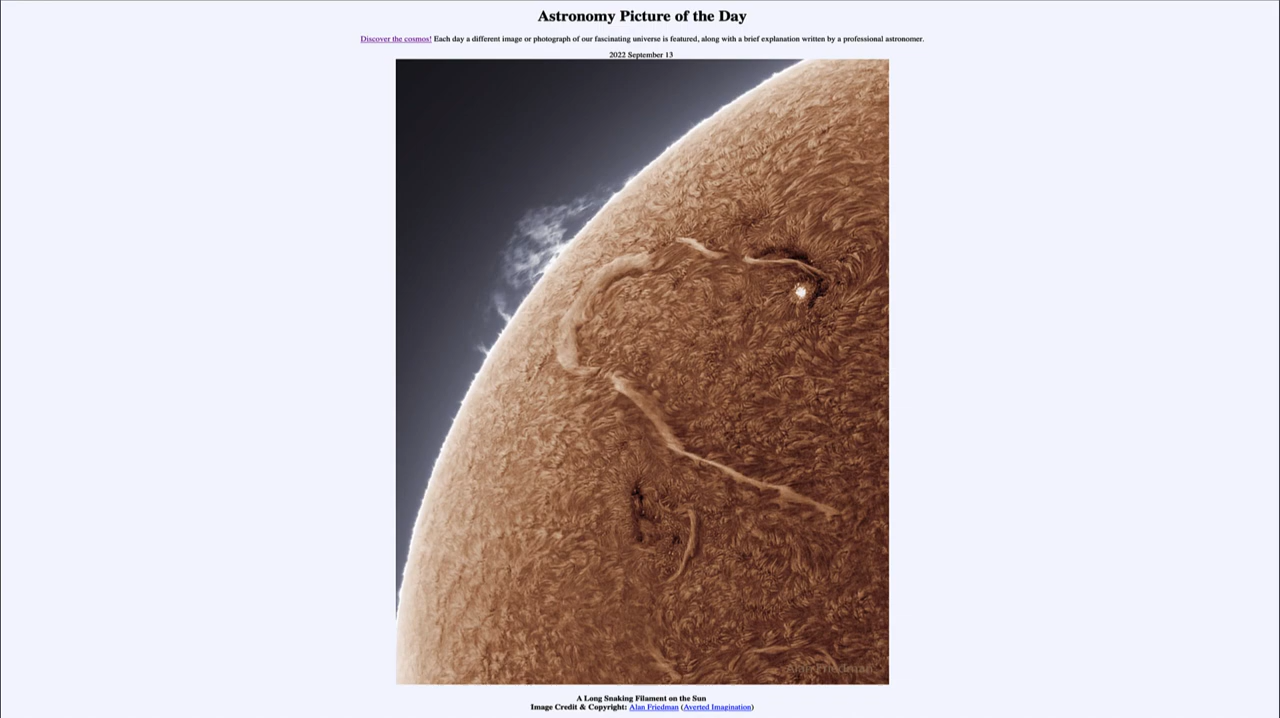 Astronomy Picture of the Day
Discover the cosmos! Each day a different image or photograph of our fascinating universe is featured, along with a brief explanation written by a professional astronomer.
2022 September 13
Alan Friedman
A Long Snaking Filament on the Sun
Image Credit & Copyright: Alan Friedman (Averted Imagination)